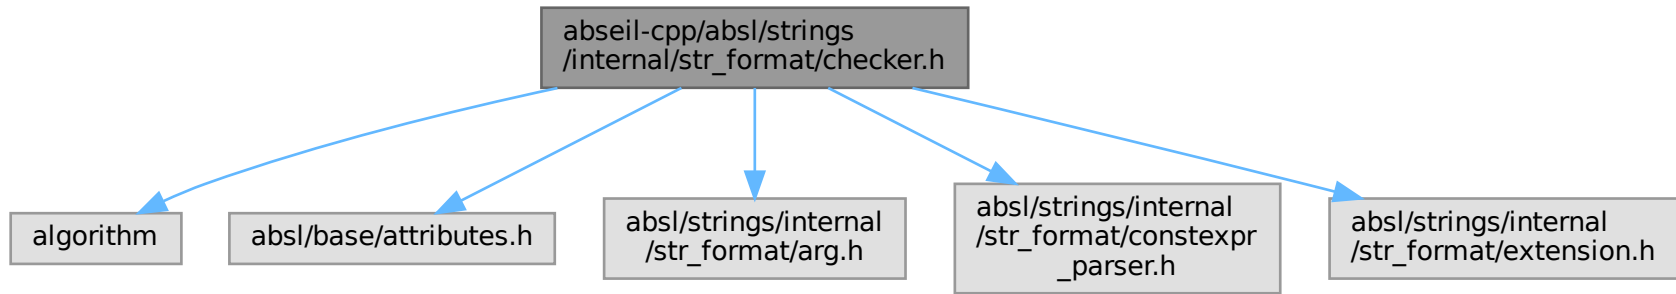 abseil-cpp/absl/strings
/internal/str_format/checker.h
algorithm
absl/base/attributes.h
absl/strings/internal
/str_format/arg.h
absl/strings/internal
/str_format/constexpr
_parser.h
absl/strings/internal
/str_format/extension.h